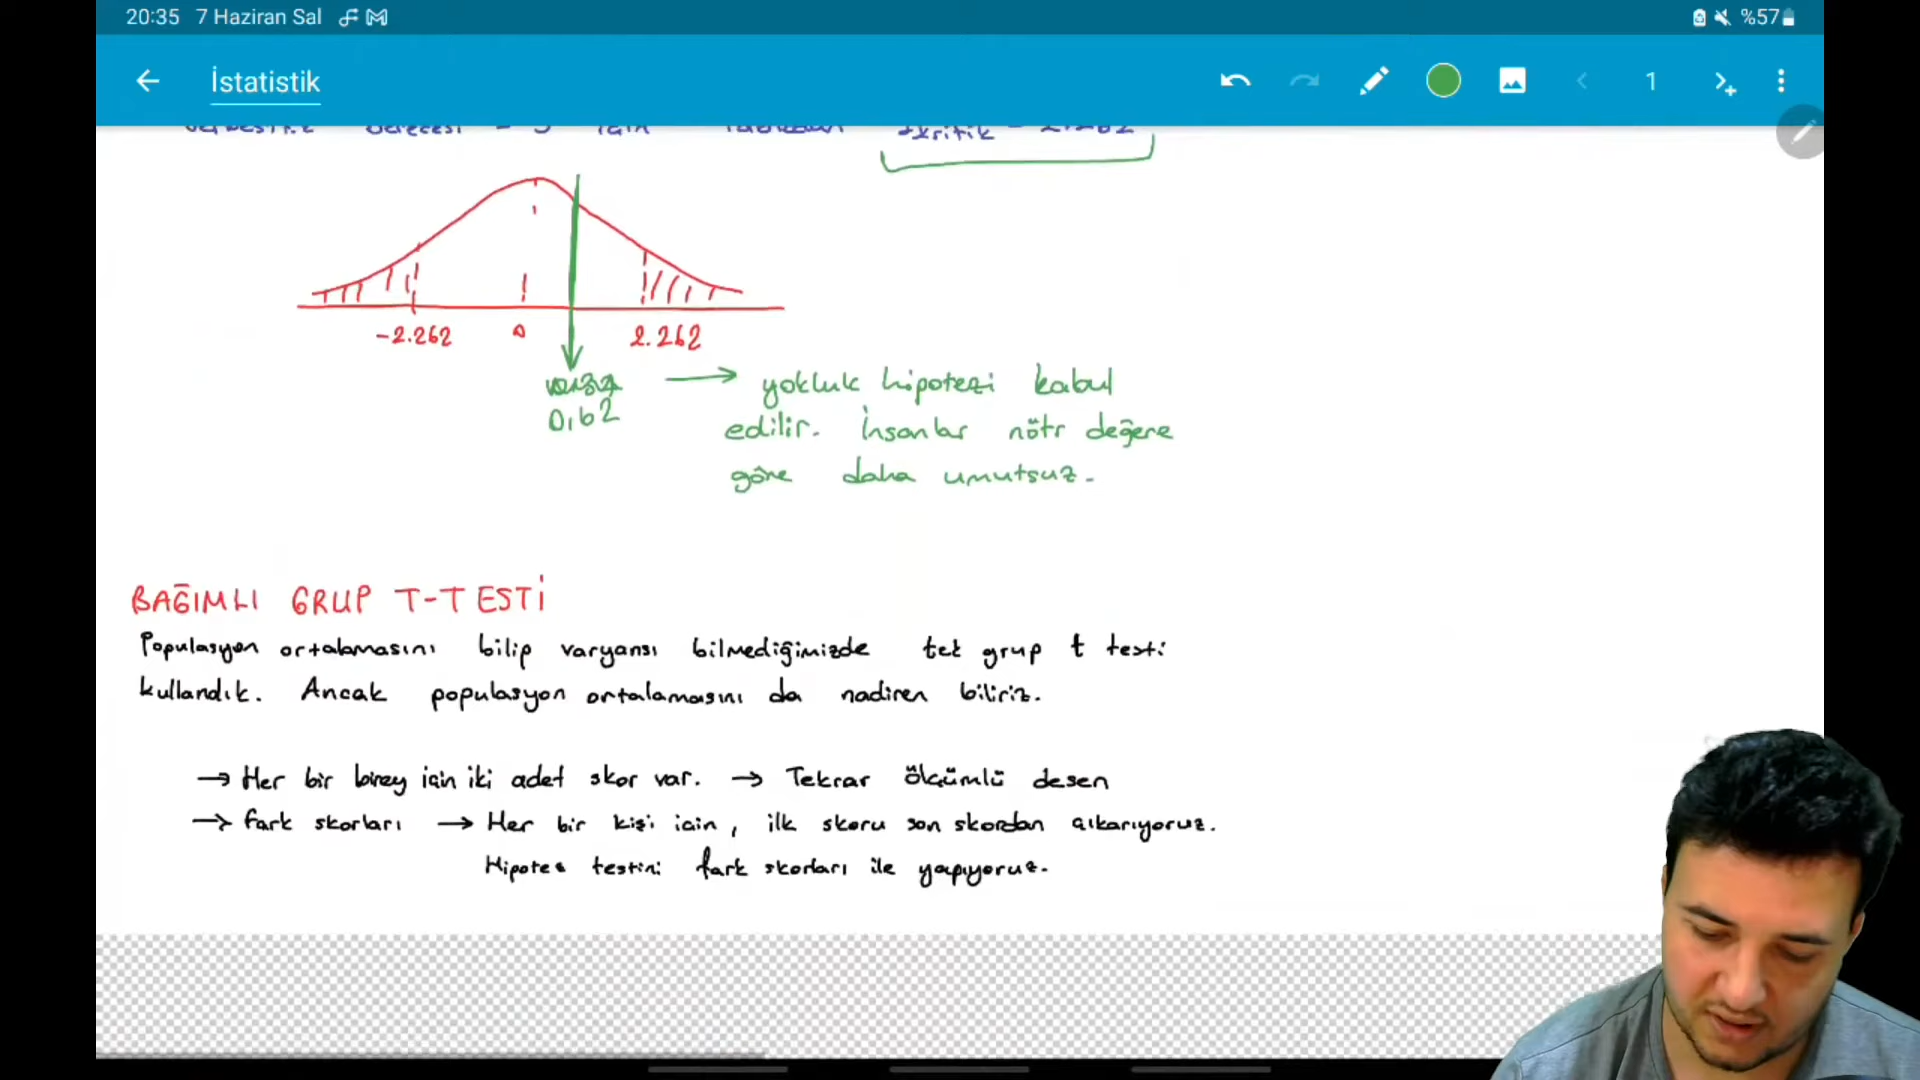 20:35 7 Haziran Sal %57
İstatistik 1
için
-2.262 0 2.262
0,62
yokluk hipotezi kabul
edilir. İnsanlar nötr değere
göre daha umutsuz.
BAĞIMLI GRUP T-TESTİ
Populasyon ortalamasını bilip varyansı bilmediğimizde tek grup t testi
kullandık. Ancak populasyon ortalamasını da nadiren biliriz.
→ Her bir birey için iki adet skor var. → Tekrar ölçümlü desen
→ Fark skorları → Her bir kişi için, ilk skoru son skordan çıkarıyoruz.
Hipotez testini fark skorları ile yapıyoruz.